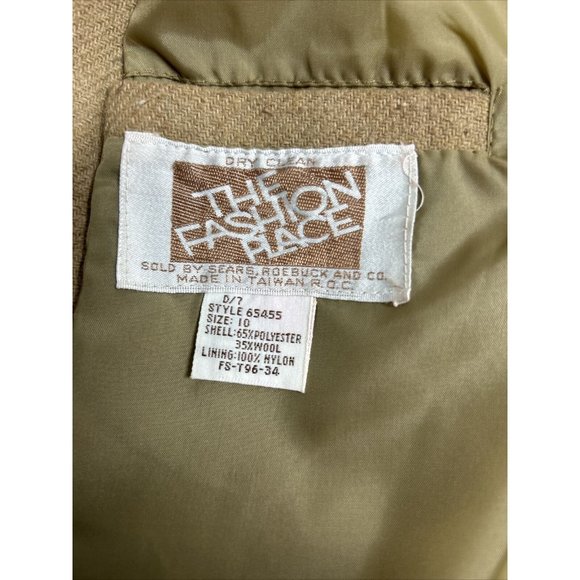 DRY CLEAN
THE
FASHION
PLACE
SOLD BY SEARS, ROEBUCK AND CO.
MADE IN TAIWAN R.O.C.
D/7
STYLE 65455
SIZE: 10
SHELL:65%POLYESTER
35%WOOL
LINING:100% NYLON
FS-T96-34